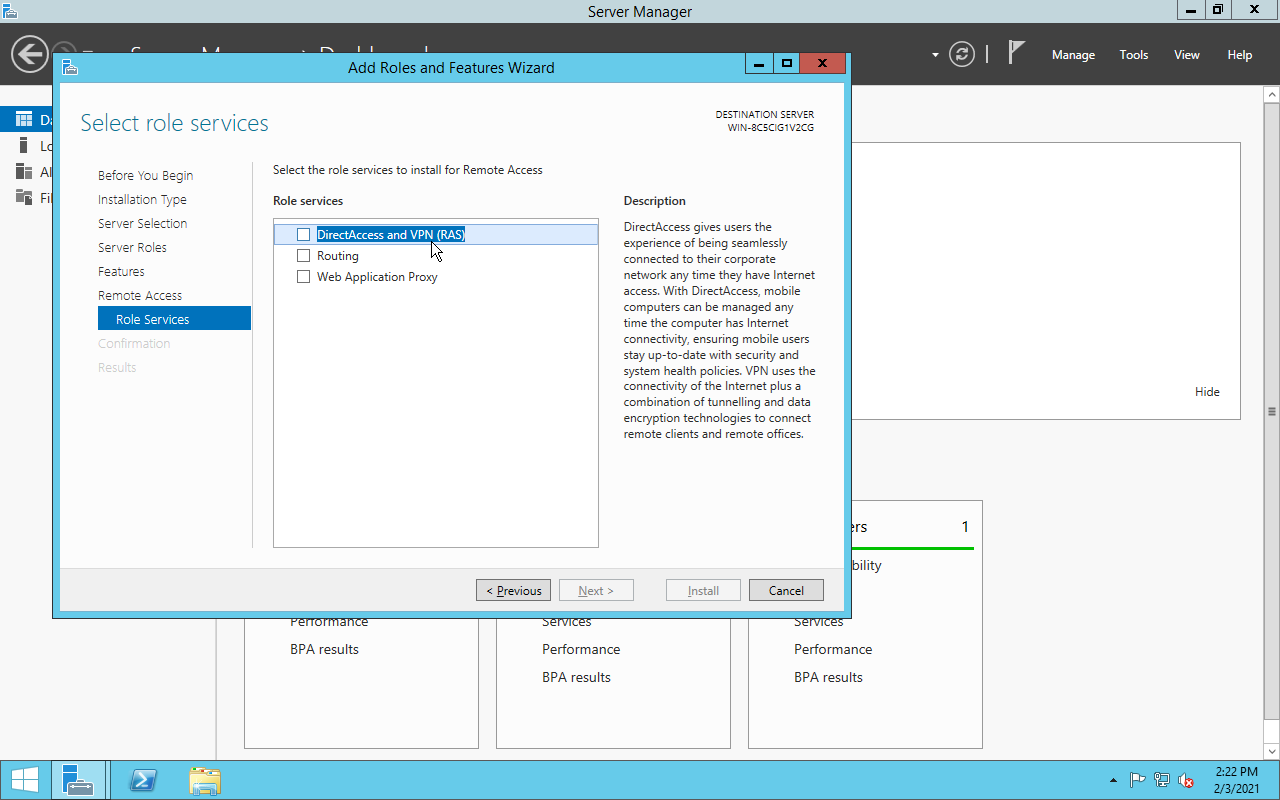 Server Manager
Manage
Tools
View
Help
Add Roles and Features Wizard
Select role services
DESTINATION SERVER
WIN-8C5CIG1V2CG
Before You Begin
Installation Type
Server Selection
Server Roles
Features
Remote Access
Role Services
Confirmation
Results
Select the role services to install for Remote Access
Role services
DirectAccess and VPN (RAS)
Routing
Web Application Proxy
Description
DirectAccess gives users the
experience of being seamlessly
connected to their corporate
network any time they have Internet
access. With DirectAccess, mobile
computers can be managed any
time the computer has Internet
connectivity, ensuring mobile users
stay up-to-date with security and
system health policies. VPN uses the
connectivity of the Internet plus a
combination of tunnelling and data
encryption technologies to connect
remote clients and remote offices.
< Previous
Next >
Install
Cancel
Hide
1
Performance
BPA results
Services
Performance
BPA results
Services
Performance
BPA results
2:22 PM
2/3/2021